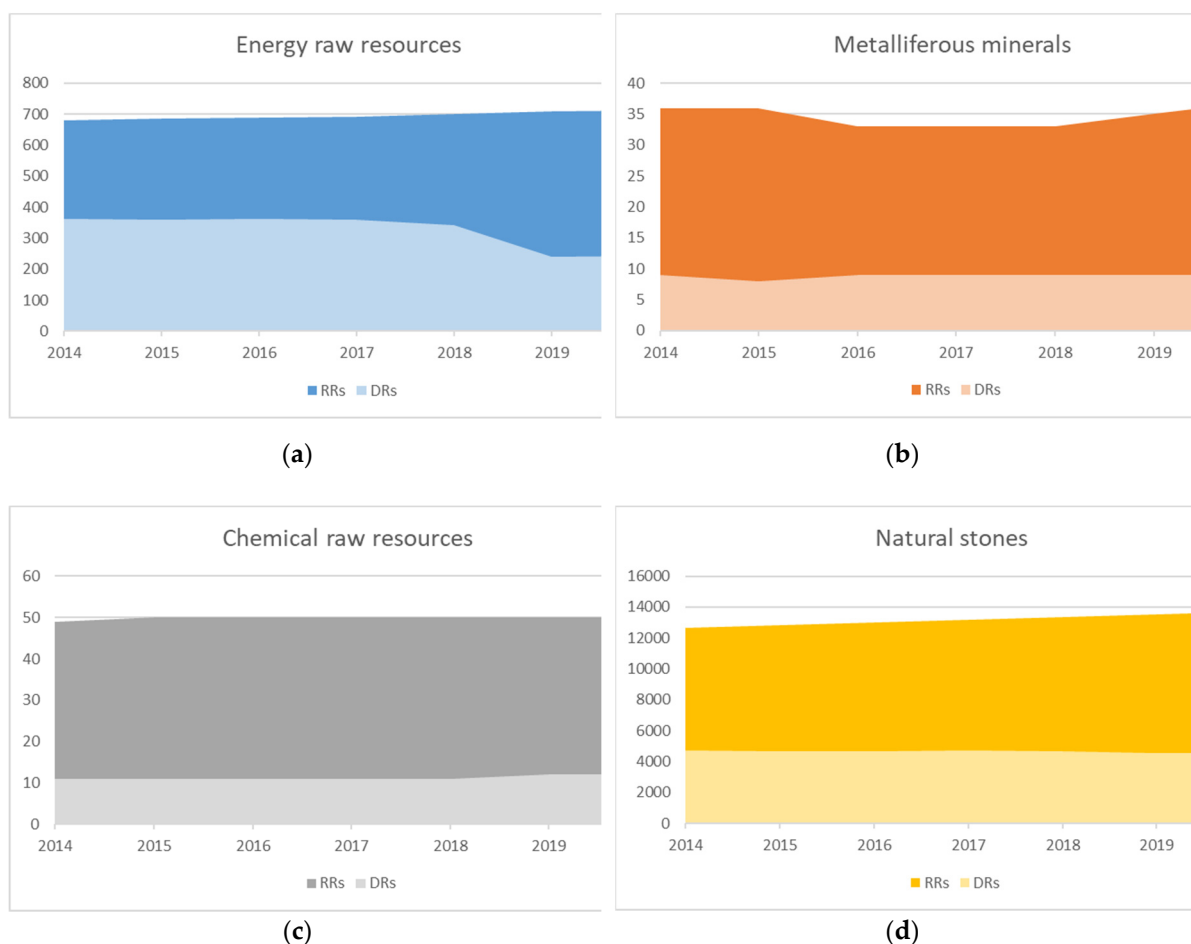 Energy raw resources
800
700
600
500
400
300
200
100
0
2014 2015 2016 2017 2018 2019
RRs DRs
(a)
Metalliferous minerals
40
35
30
25
20
15
10
5
0
2014 2015 2016 2017 2018 2019
RRs DRs
(b)
Chemical raw resources
60
50
40
30
20
10
0
2014 2015 2016 2017 2018 2019
RRs DRs
(c)
Natural stones
16000
14000
12000
10000
8000
6000
4000
2000
0
2014 2015 2016 2017 2018 2019
RRs DRs
(d)